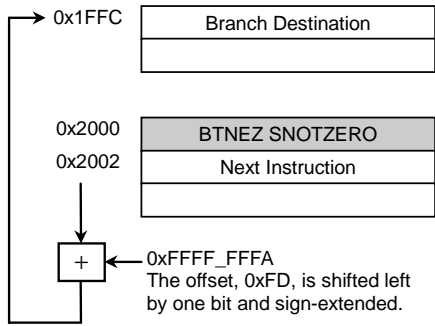 0x1FFC
Branch Destination
0x2000
BTNEZ SNOTZERO
0x2002
Next Instruction
+
0xFFFF_FFFA
The offset, 0xFD, is shifted left
by one bit and sign-extended.